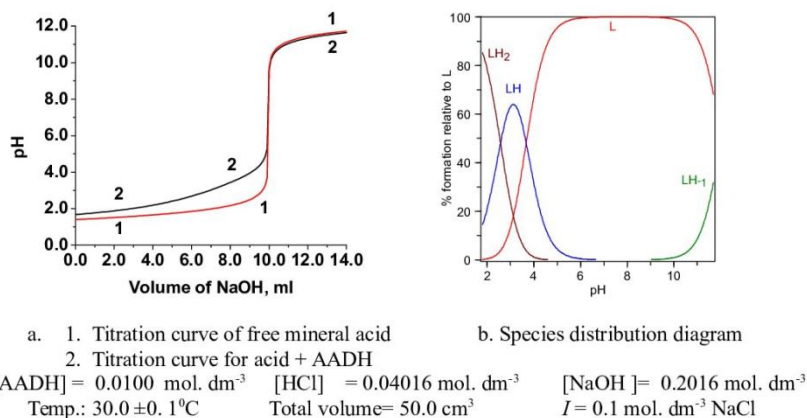 12.0
10.0
8.0
6.0
4.0
2.0
0.0
pH
1
2
2
2
1
1
0.0 2.0 4.0 6.0 8.0 10.0 12.0 14.0
Volume of NaOH, ml
100
80
60
40
20
0
% formation relative to L
LH2
LH
L
LH-1
2 4 6 8 10
pH
a. 1. Titration curve of free mineral acid
2. Titration curve for acid + AADH
b. Species distribution diagram
AADH] = 0.0100 mol. dm-3 [HCl] = 0.04016 mol. dm-3 [NaOH ]= 0.2016 mol. dm-3
Temp.: 30.0 ±0. 1⁰C Total volume= 50.0 cm3 I = 0.1 mol. dm-3 NaCl